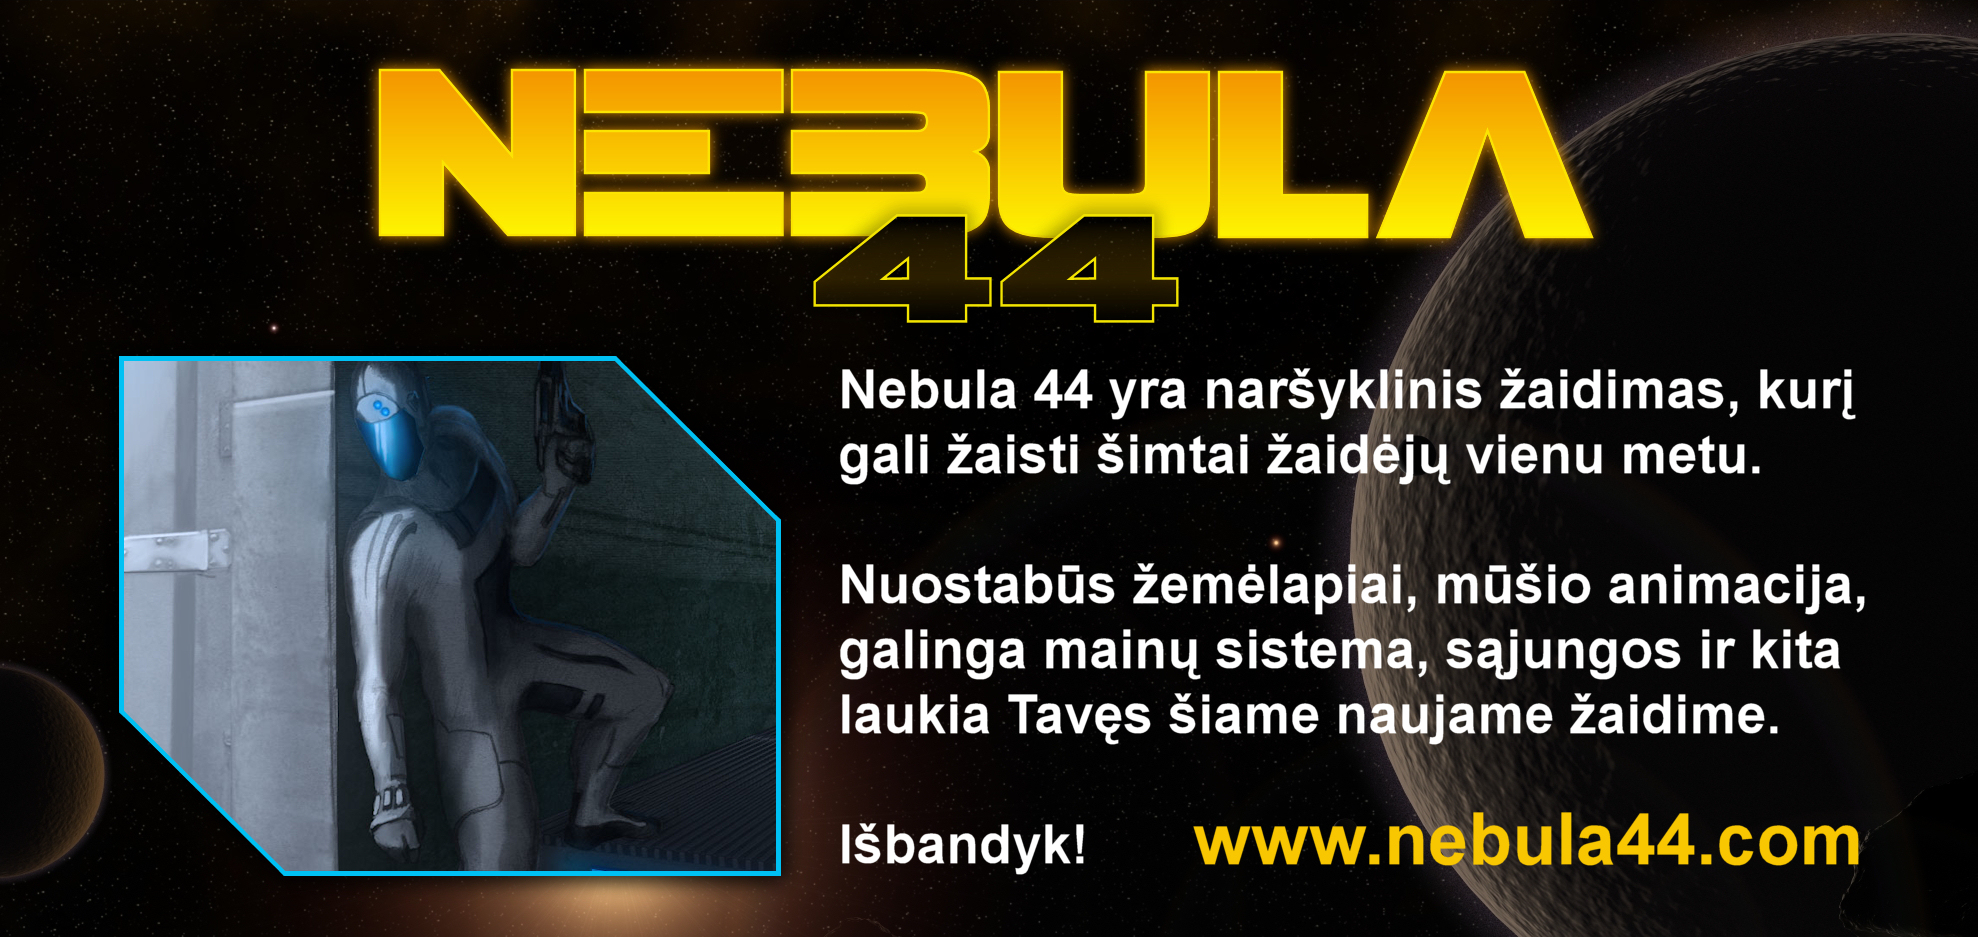 NEBULA
44
Nebula 44 yra naršyklinis žaidimas, kurį
gali žaisti šimtai žaidėjų vienu metu.
Nuostabūs žemėlapiai, mūšio animacija,
galinga mainų sistema, sąjungos ir kita
laukia Tavęs šiame naujame žaidime.
Išbandyk! www.nebula44.com